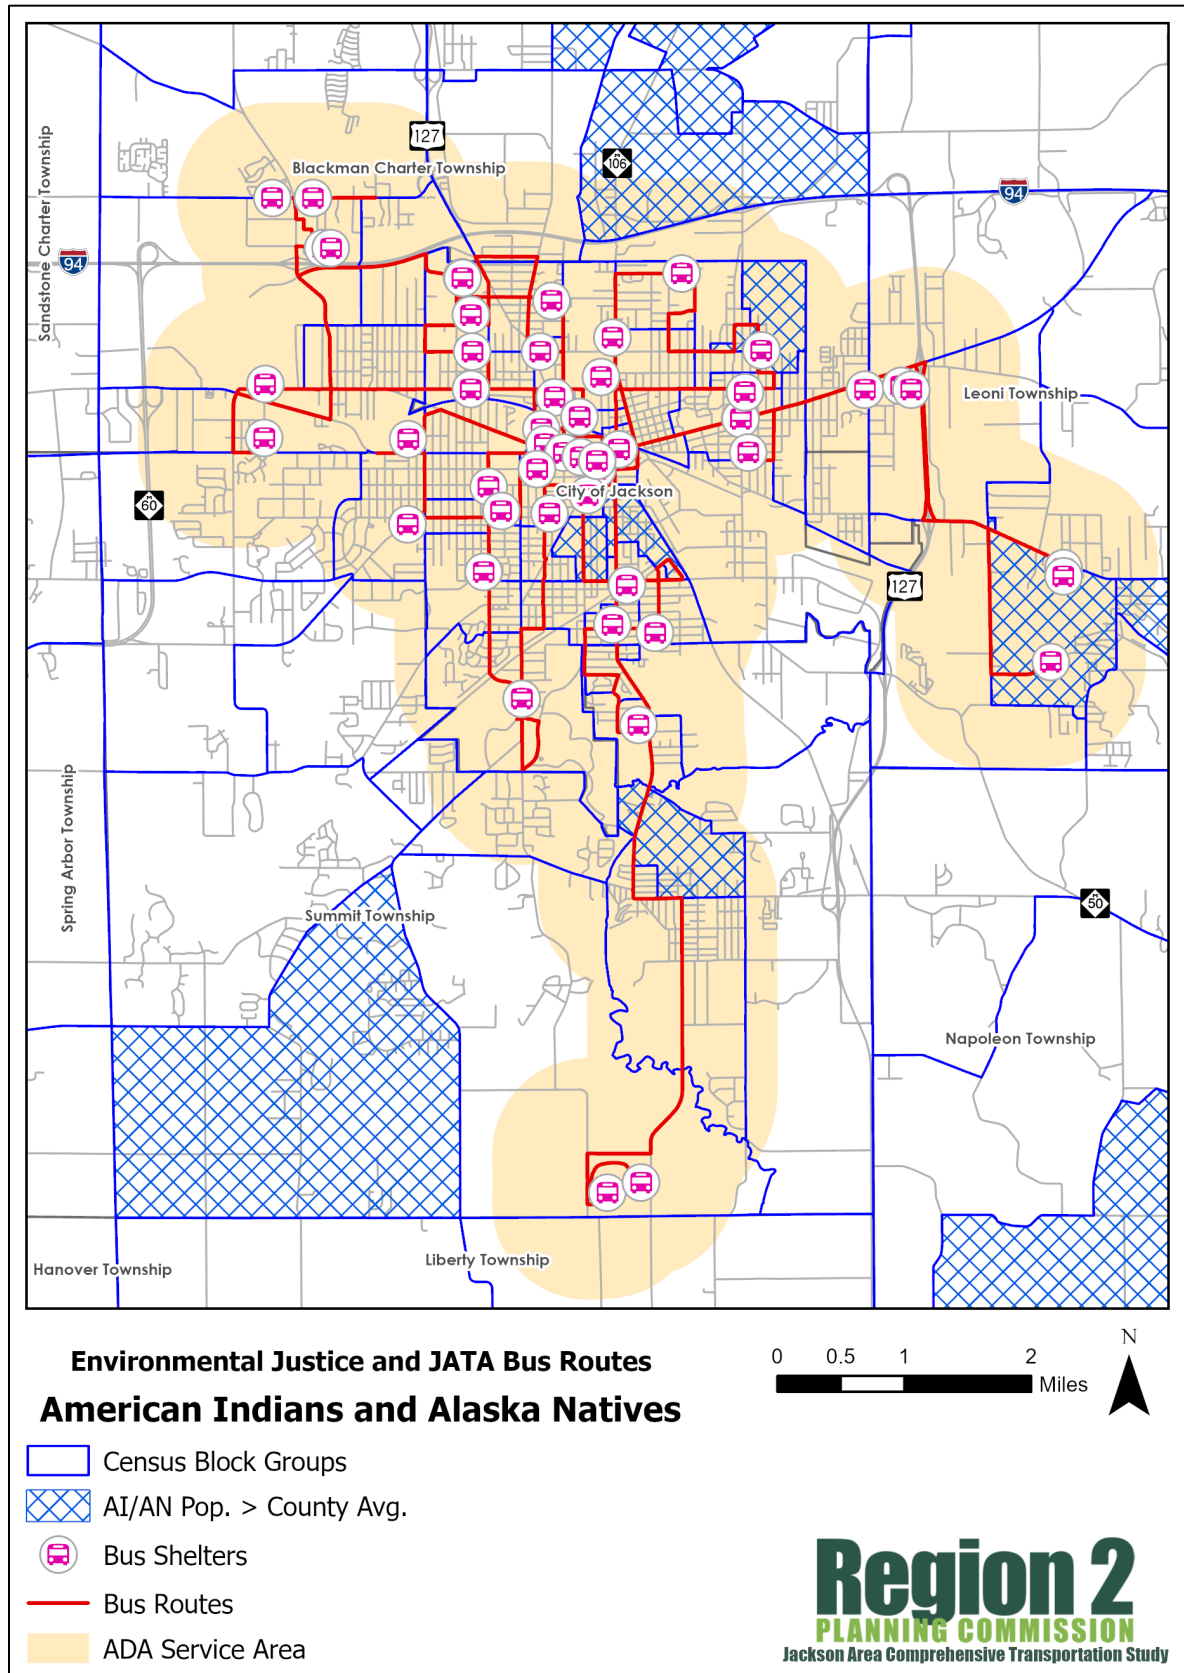 127
M
106
Blackman Charter Township
Sandstone Charter Township
94
94
Leoni Township
M
60
City of Jackson
127
Spring Arbor Township
Summit Township
M
50
Napoleon Township
Hanover Township
Liberty Township
Environmental Justice and JATA Bus Routes
American Indians and Alaska Natives
0 0.5 1 2
Miles
N
Census Block Groups
AI/AN Pop. > County Avg.
Bus Shelters
Bus Routes
ADA Service Area
Region 2
PLANNING COMMISSION
Jackson Area Comprehensive Transportation Study